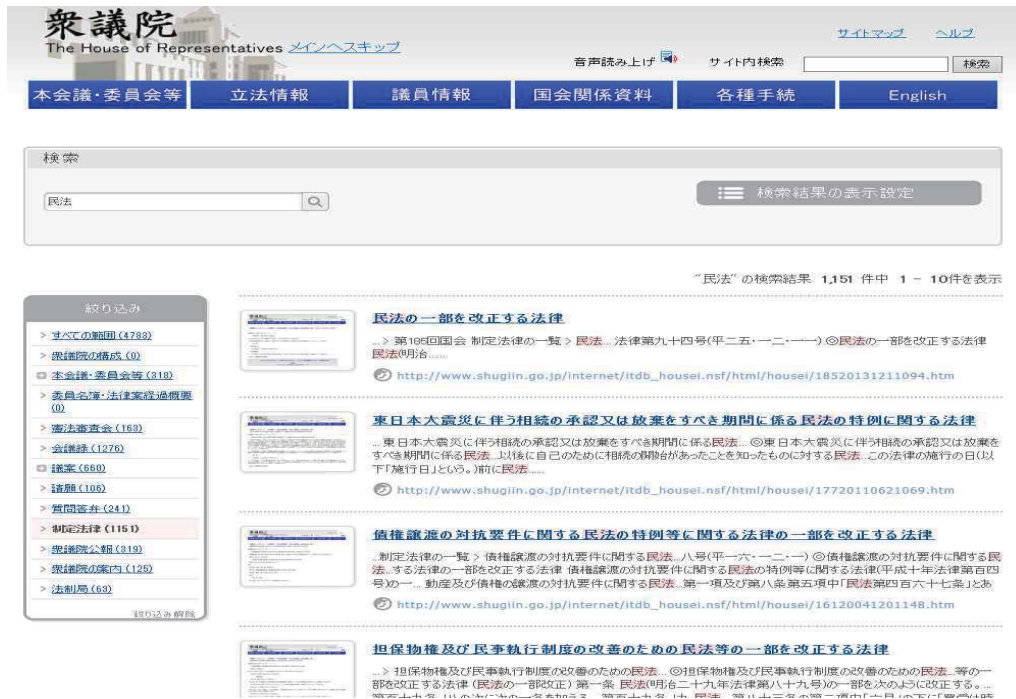 衆議院
The House of Representatives メインへスキップ
サイトマップ ヘルプ
音声読み上げ サイト内検索 検索
本会議・委員会等 立法情報 議員情報 国会関係資料 各種手続 English
検索
民法
検索結果の表示設定
"民法"の検索結果 1,151 件中 1 - 10件を表示
絞り込み
> すべての範囲 (4783)
> 衆議院の構成 (0)
本会議・委員会等 (318)
> 委員名簿・法律案経過概要
(0)
> 憲法審査会 (163)
> 会議録 (1276)
議案 (660)
> 請願 (106)
> 質問答弁 (241)
> 制定法律 (1151)
> 衆議院公報 (319)
> 衆議院の案内 (125)
> 法制局 (63)
絞り込み解除
民法の一部を改正する法律
...> 第185回国会 制定法律の一覧 > 民法... 法律第九十四号(平二五・一二・一一) ◎民法の一部を改正する法律
民法(明治......
http://www.shugiin.go.jp/internet/itdb_housei.nsf/html/housei/18520131211094.htm
東日本大震災に伴う相続の承認又は放棄をすべき期間に係る民法の特例に関する法律
...東日本大震災に伴う相続の承認又は放棄をすべき期間に係る民法... ◎東日本大震災に伴う相続の承認又は放棄を
すべき期間に係る民法...以後に自己のために相続の開始があったことを知ったものに対する民法...この法律の施行の日(以
下「施行日」という。)前に民法......
http://www.shugiin.go.jp/internet/itdb_housei.nsf/html/housei/17720110621069.htm
債権譲渡の対抗要件に関する民法の特例等に関する法律の一部を改正する法律
...制定法律の一覧 > 債権譲渡の対抗要件に関する民法...八号(平一六・一二・一) ◎債権譲渡の対抗要件に関する民
法...する法律の一部を改正する法律 債権譲渡の対抗要件に関する民法の特例等に関する法律(平成十年法律第百四
号)の一... 動産及び債権の譲渡の対抗要件に関する民法...第一項及び第八条第五項中「民法第四百六十七条」とあ
http://www.shugiin.go.jp/internet/itdb_housei.nsf/html/housei/16120041201148.htm
担保物権及び民事執行制度の改善のための民法等の一部を改正する法律
...> 担保物権及び民事執行制度の改善のための民法... ◎担保物権及び民事執行制度の改善のための民法...等の一
部を改正する法律 (民法の一部改正) 第一条 民法(明治二十九年法律第八十九号)の一部を次のように改正する。...